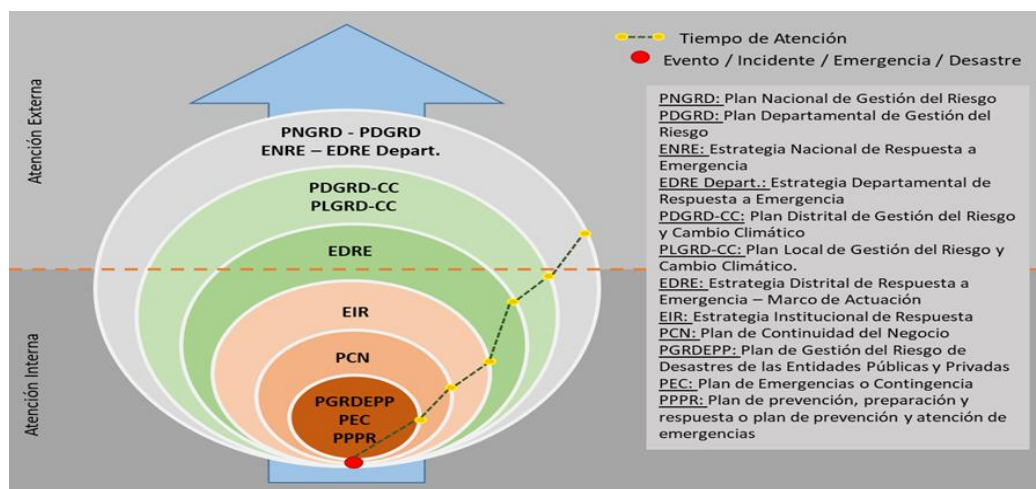 Atención Externa
Atención Interna
PNGRD - PDGRD
ENRE – EDRE Depart.
PDGRD-CC
PLGRD-CC
EDRE
EIR
PCN
PGRDEPP
PEC
PPPR
Tiempo de Atención
Evento / Incidente / Emergencia / Desastre
PNGRD: Plan Nacional de Gestión del Riesgo
PDGRD: Plan Departamental de Gestión del
Riesgo
ENRE: Estrategia Nacional de Respuesta a
Emergencia
EDRE Depart.: Estrategia Departamental de
Respuesta a Emergencia
PDGRD-CC: Plan Distrital de Gestión del Riesgo
y Cambio Climático
PLGRD-CC: Plan Local de Gestión del Riesgo y
Cambio Climático.
EDRE: Estrategia Distrital de Respuesta a
Emergencia – Marco de Actuación
EIR: Estrategia Institucional de Respuesta
PCN: Plan de Continuidad del Negocio
PGRDEPP: Plan de Gestión del Riesgo de
Desastres de las Entidades Públicas y Privadas
PEC: Plan de Emergencias o Contingencia
PPPR: Plan de prevención, preparación y
respuesta o plan de prevención y atención de
emergencias